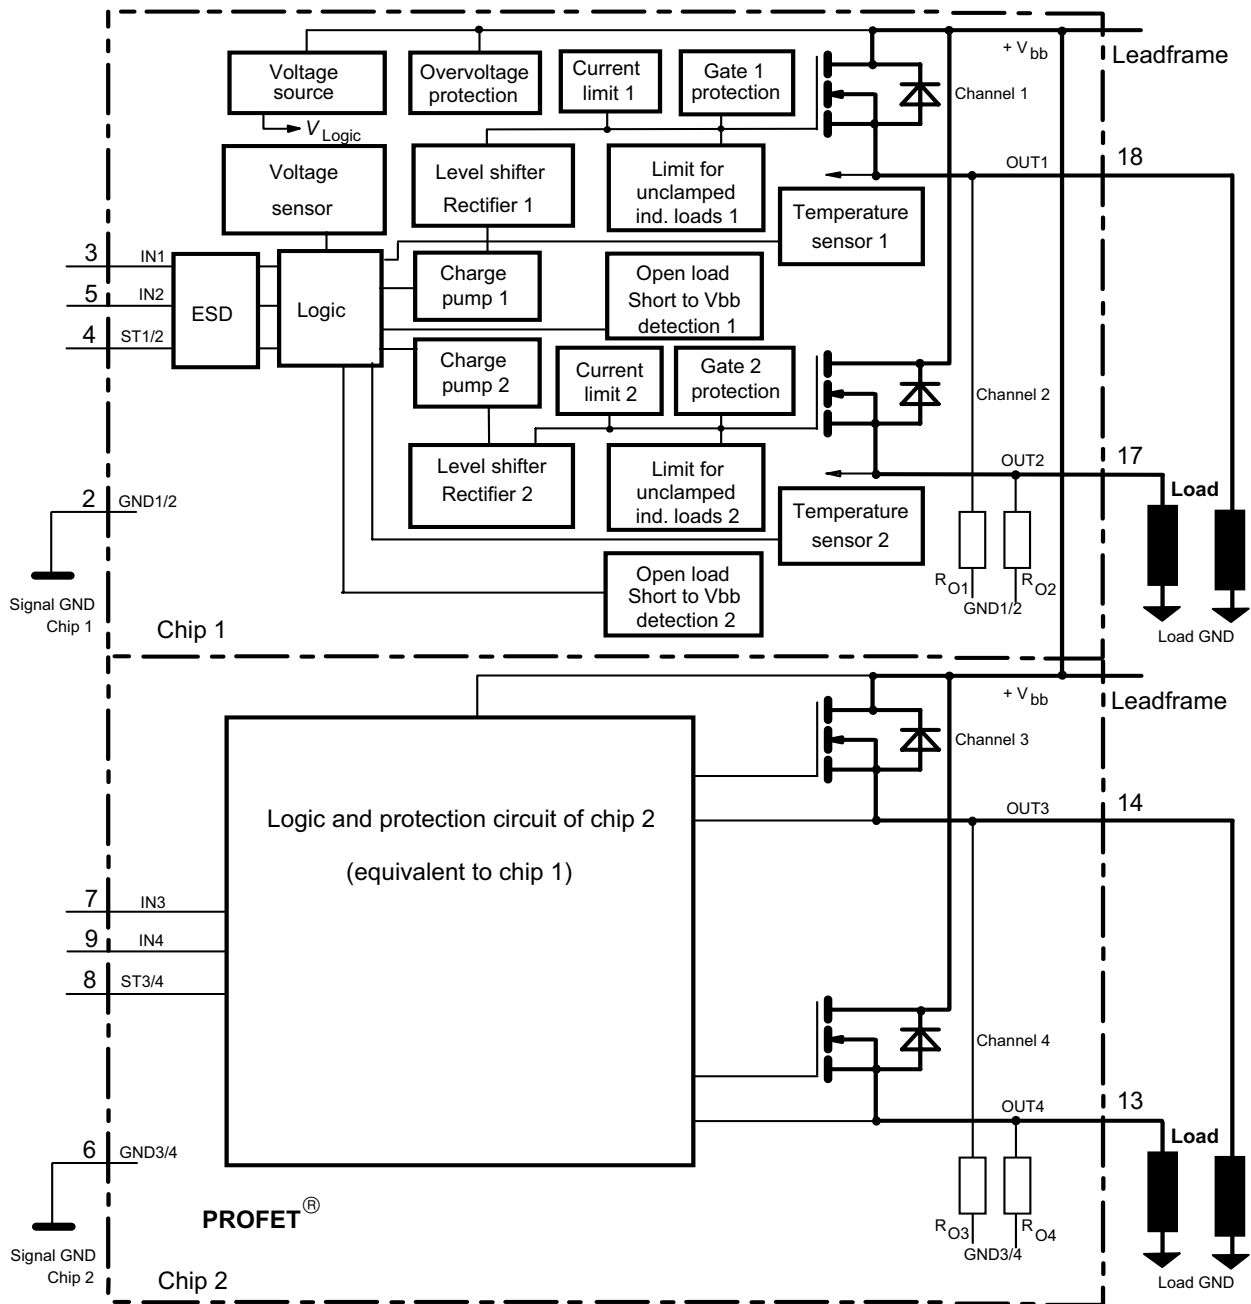 + Vbb
Leadframe
Voltage
source
Overvoltage
protection
Current
limit 1
Gate 1
protection
Channel 1
VLogic
Voltage
sensor
Level shifter
Rectifier 1
Limit for
unclamped
ind. loads 1
OUT1
18
Temperature
sensor 1
3
IN1
5
IN2
4
ST1/2
ESD
Logic
Charge
pump 1
Open load
Short to Vbb
detection 1
Charge
pump 2
Current
limit 2
Gate 2
protection
Channel 2
Level shifter
Rectifier 2
Limit for
unclamped
ind. loads 2
OUT2
17
Load
2
GND1/2
Temperature
sensor 2
RO1
RO2
GND1/2
Open load
Short to Vbb
detection 2
Signal GND
Chip 1
Chip 1
Load GND
+ Vbb
Leadframe
Channel 3
Logic and protection circuit of chip 2
(equivalent to chip 1)
OUT3
14
7
IN3
9
IN4
8
ST3/4
Channel 4
OUT4
13
Load
6
GND3/4
RO3
RO4
GND3/4
PROFET®
Signal GND
Chip 2
Chip 2
Load GND